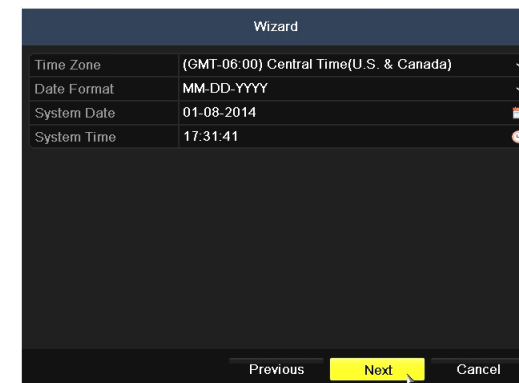 Wizard
Time Zone (GMT-06:00) Central Time(U.S. & Canada)
Date Format MM-DD-YYYY
System Date 01-08-2014
System Time 17:31:41
Previous Next Cancel